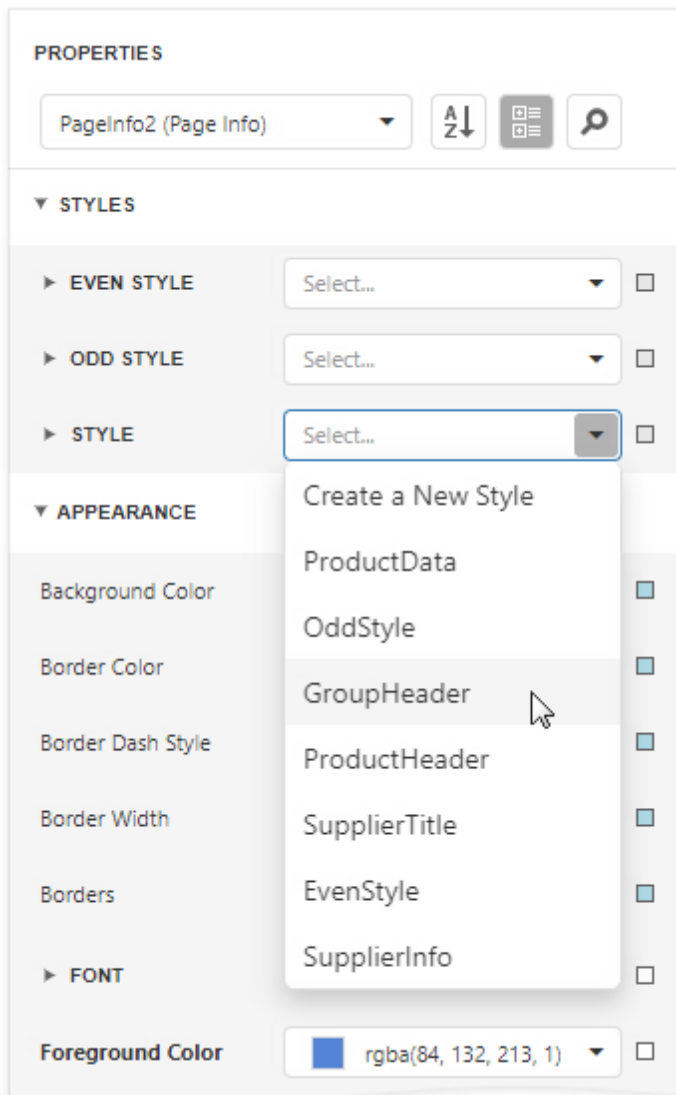 PROPERTIES
PageInfo2 (Page Info)
A
Z
STYLES
EVEN STYLE Select...
ODD STYLE Select...
STYLE Select...
Create a New Style
APPEARANCE
ProductData
Background Color
OddStyle
Border Color
GroupHeader
Border Dash Style
ProductHeader
Border Width
SupplierTitle
Borders
EvenStyle
SupplierInfo
FONT
Foreground Color rgba(84, 132, 213, 1)